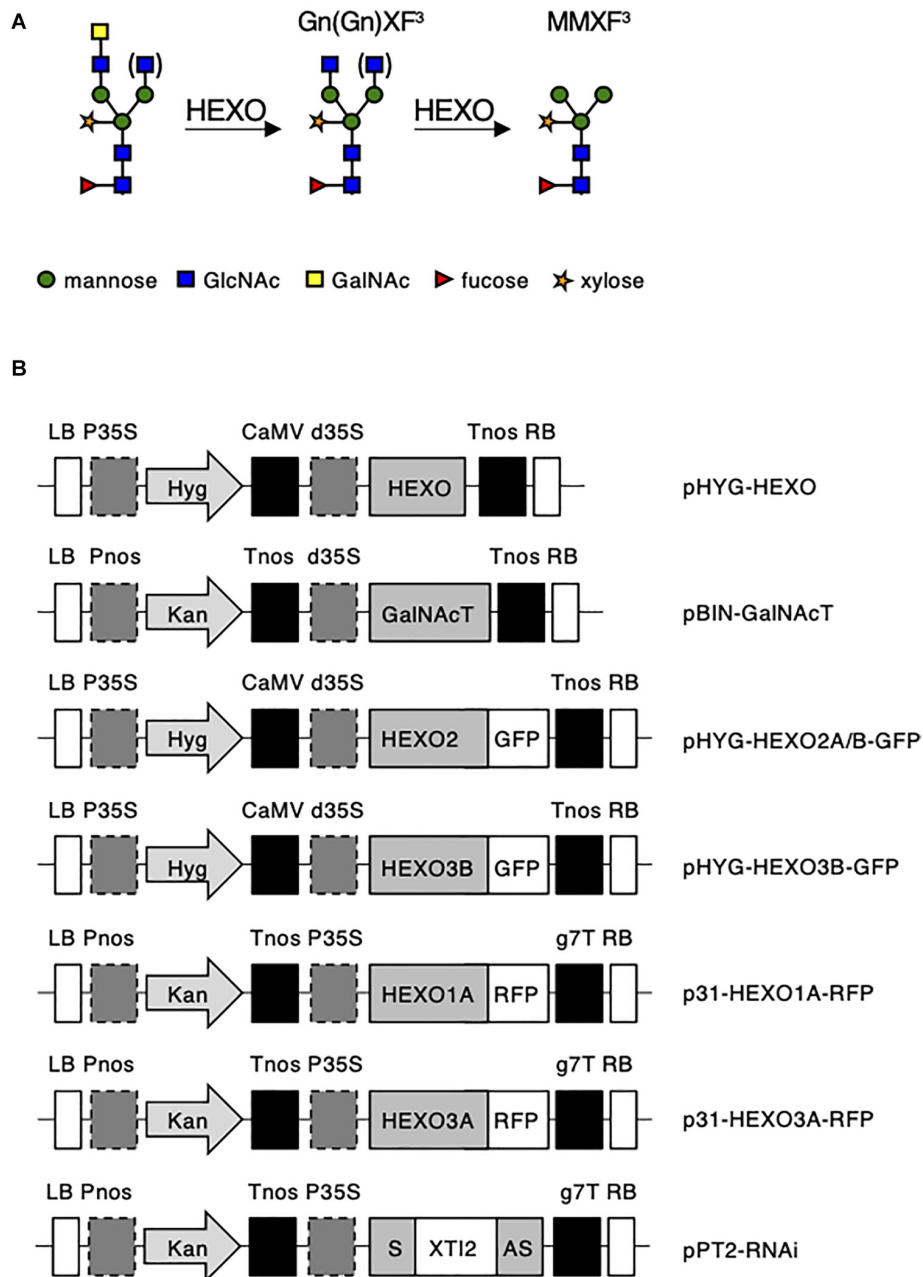 A
Gn(Gn)XF³ MMXF³
( )
( )
HEXO HEXO
mannose GlcNAc GalNAc fucose xylose
B
LB P35S CaMV d35S Tnos RB
Hyg HEXO pHYG-HEXO
LB Pnos Tnos d35S Tnos RB
Kan GalNAcT pBIN-GalNAcT
LB P35S CaMV d35S Tnos RB
Hyg HEXO2 GFP pHYG-HEXO2A/B-GFP
LB P35S CaMV d35S Tnos RB
Hyg HEXO3B GFP pHYG-HEXO3B-GFP
LB Pnos Tnos P35S g7T RB
Kan HEXO1A RFP p31-HEXO1A-RFP
LB Pnos Tnos P35S g7T RB
Kan HEXO3A RFP p31-HEXO3A-RFP
LB Pnos Tnos P35S g7T RB
Kan S XTI2 AS pPT2-RNAi